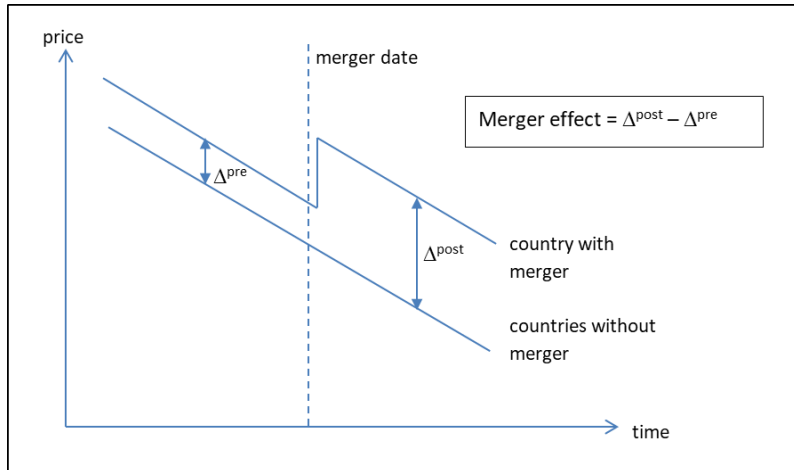 price
merger date
Merger effect = Δᵖᵒˢᵗ – Δᵖʳᵉ
Δᵖʳᵉ
Δᵖᵒˢᵗ
country with
merger
countries without
merger
time